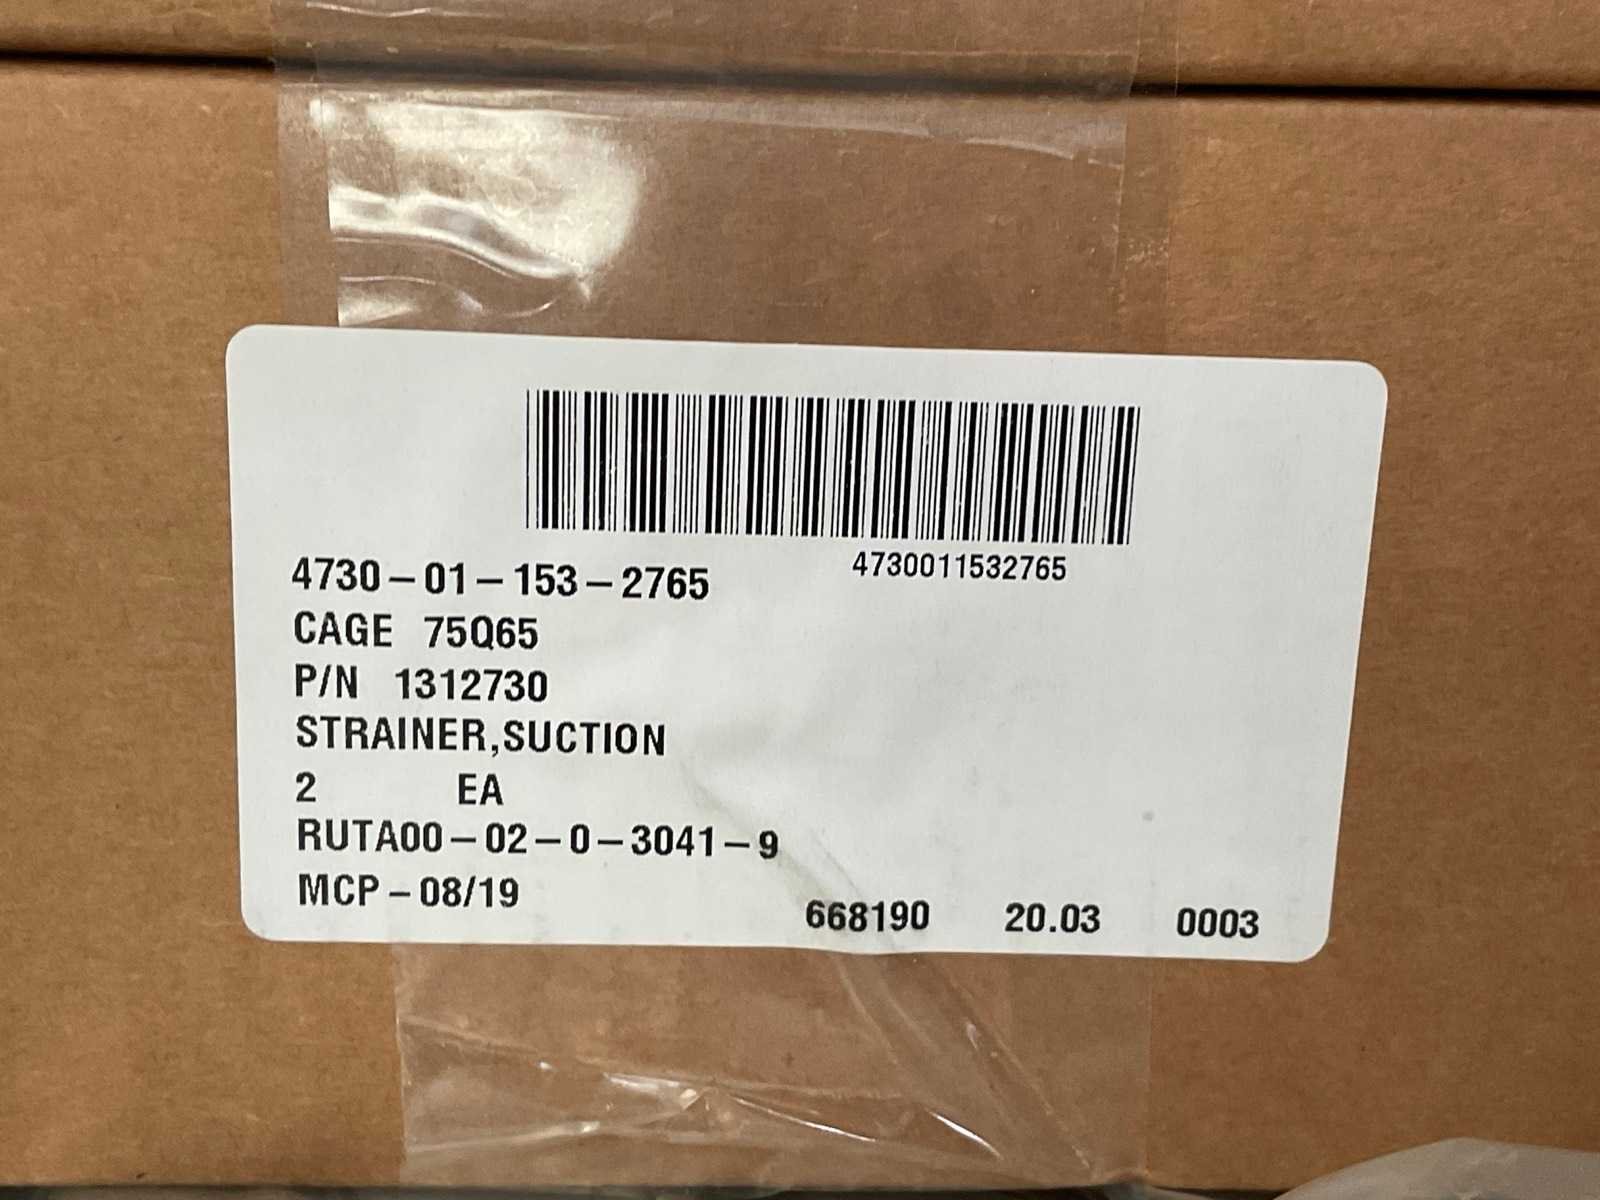 4730011532765
4730-01-153-2765
CAGE 75Q65
P/N 1312730
STRAINER,SUCTION
2 EA
RUTA00-02-0-3041-9
MCP-08/19
668190 20.03 0003